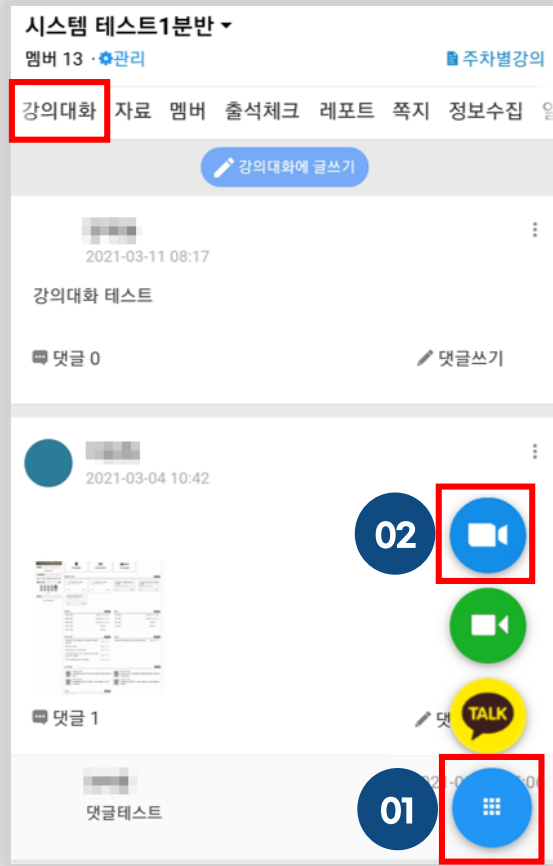 시스템 테스트1분반
멤버 13 · 관리
주차별강의
강의대화 자료 멤버 출석체크 레포트 쪽지 정보수집
강의대화에 글쓰기
2021-03-11 08:17
강의대화 테스트
댓글 0
댓글쓰기
2021-03-04 10:42
02
댓글 1
댓
TALK
댓글테스트
01